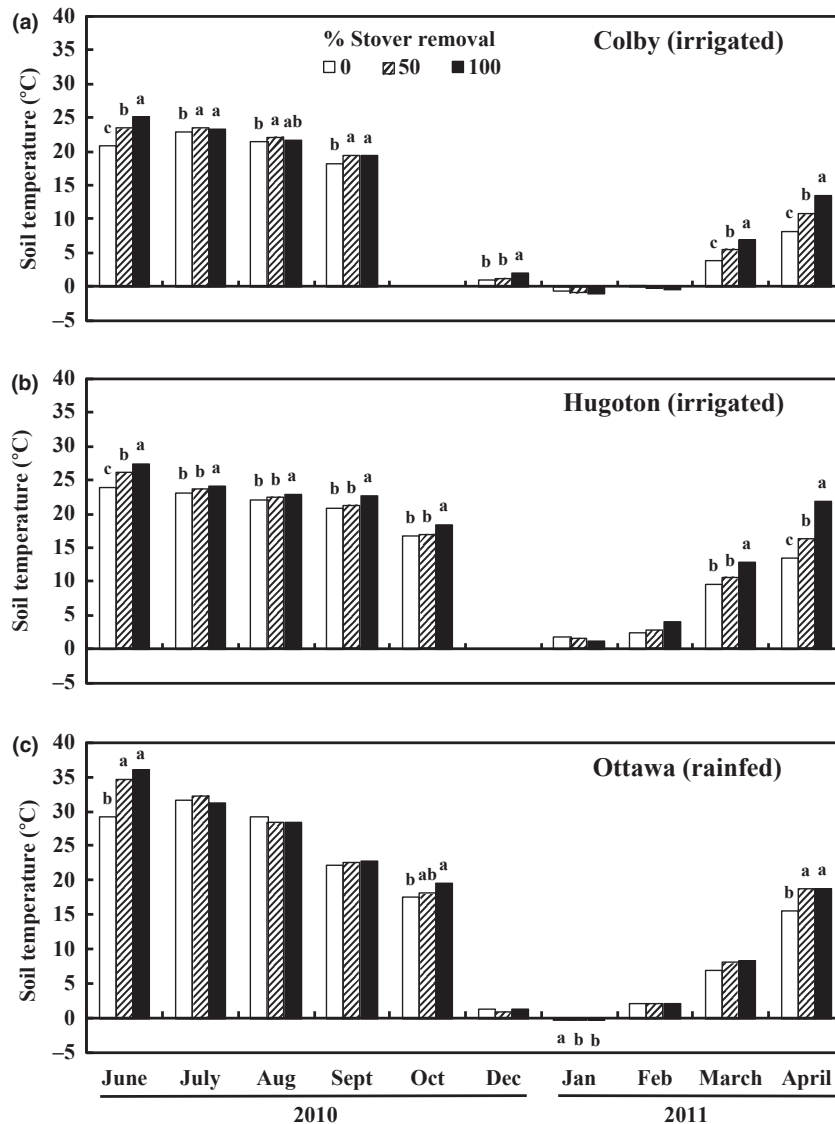 (a)
Colby (irrigated)
% Stover removal
0 50 100
Soil temperature (°C)
40
35
30
25
20
15
10
5
0
–5
c b a
b a a
b a ab
b a a
b b a
c b a
c b a
(b)
Hugoton (irrigated)
Soil temperature (°C)
40
35
30
25
20
15
10
5
0
–5
c b a
b b a
b b a
b b a
b b a
b b a
c b a
(c)
Ottawa (rainfed)
Soil temperature (°C)
40
35
30
25
20
15
10
5
0
–5
b a a
b ab a
a b b
b a a
June July Aug Sept Oct Dec Jan Feb March April
2010 2011